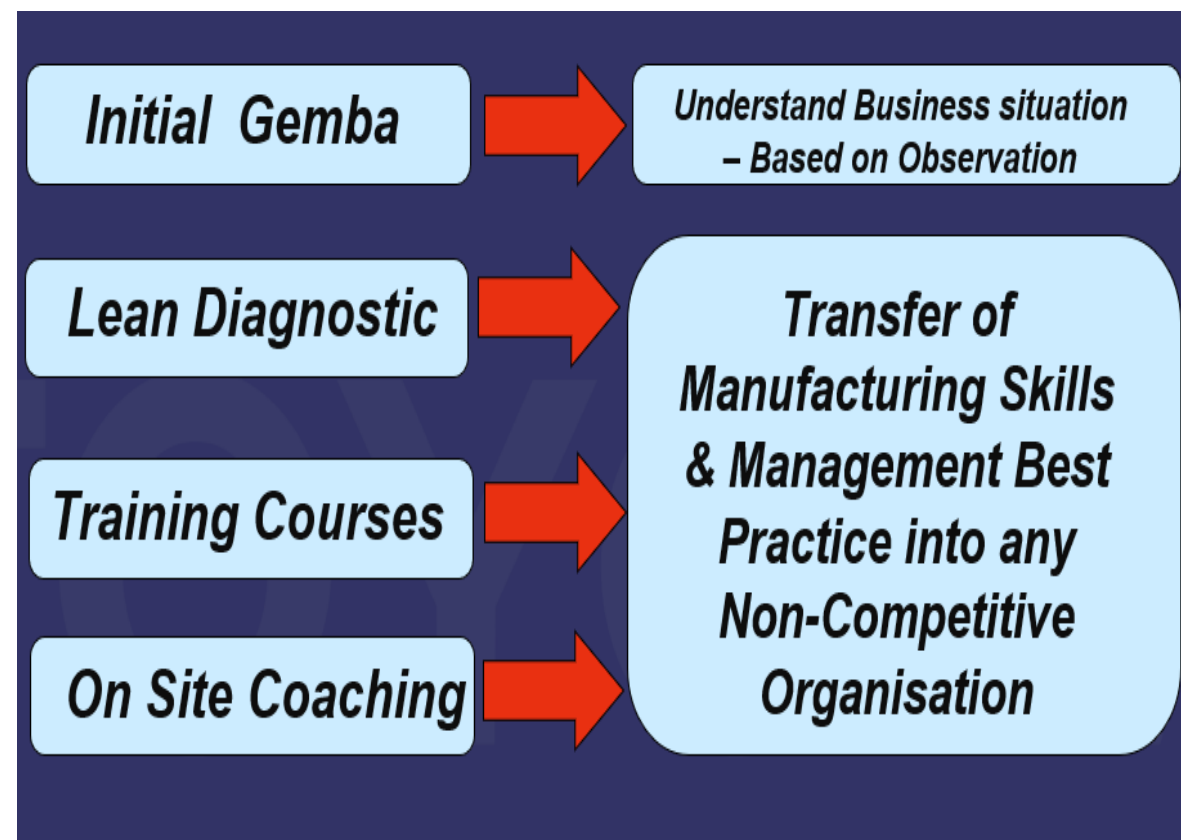 Initial Gemba
Understand Business situation
– Based on Observation
Lean Diagnostic
Training Courses
On Site Coaching
Transfer of
Manufacturing Skills
& Management Best
Practice into any
Non-Competitive
Organisation